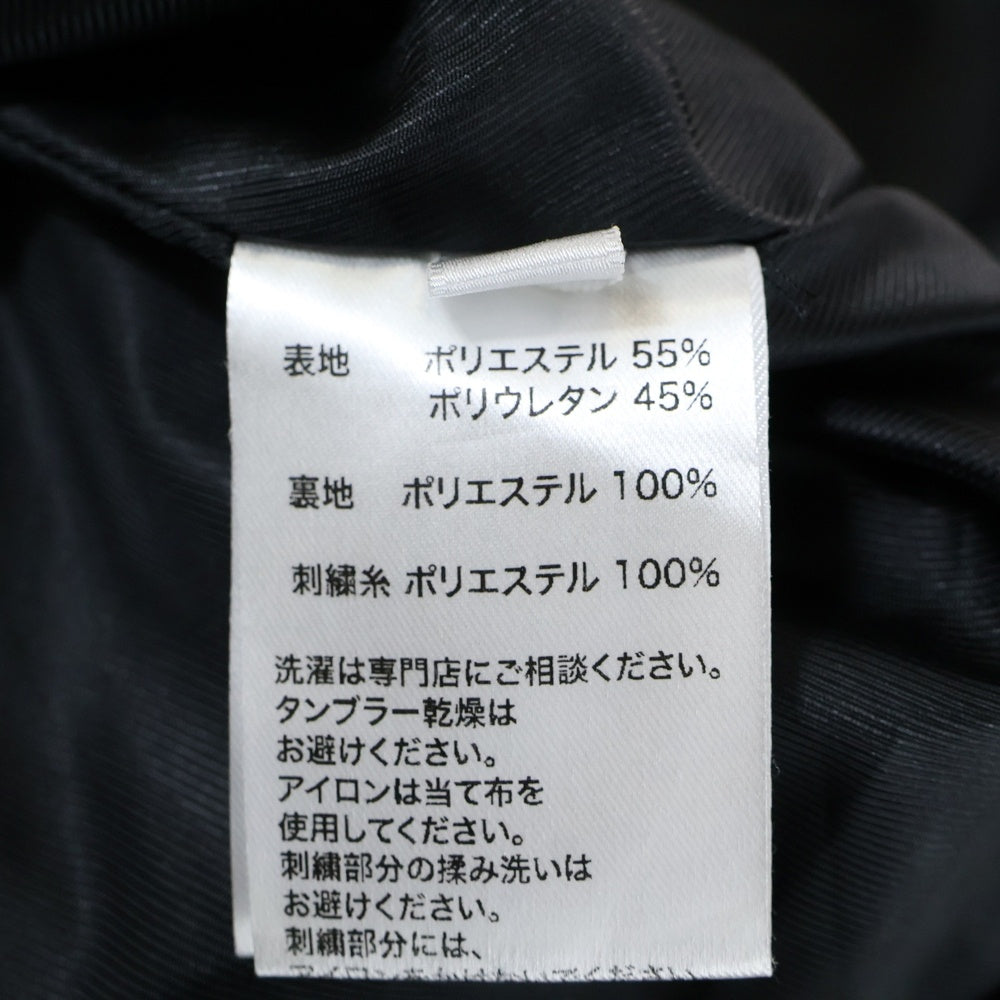 表地 ポリエステル 55%
ポリウレタン 45%
裏地 ポリエステル 100%
刺繍糸 ポリエステル 100%
洗濯は専門店にご相談ください。
タンブラー乾燥は
お避けください。
アイロンは当て布を
使用してください。
刺繍部分の揉み洗いは
お避けください。
刺繍部分には、